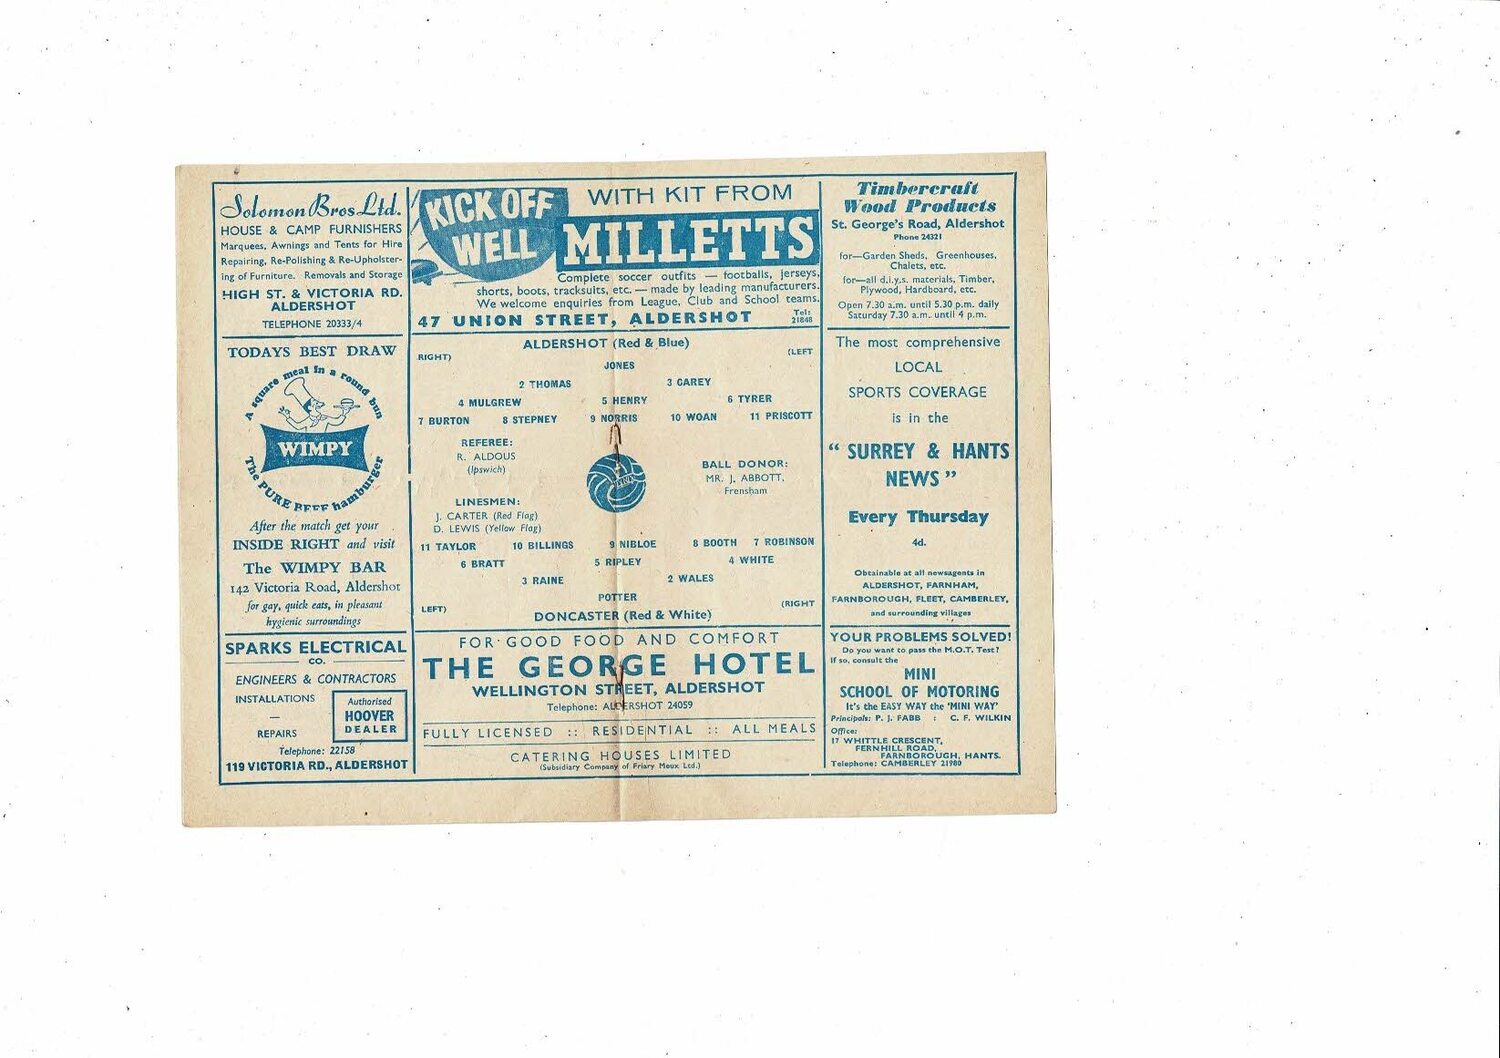 Solomon Bros Ltd.
HOUSE & CAMP FURNISHERS
Marquees, Awnings and Tents for Hire
Repairing, Re-Polishing & Re-Upholster-
ing of Furniture. Removals and Storage
HIGH ST. & VICTORIA RD.
ALDERSHOT
TELEPHONE 20333/4
TODAYS BEST DRAW
A square meal in a round bun
WIMPY
The PURE BEEF hamburger
After the match get your
INSIDE RIGHT and visit
The WIMPY BAR
142 Victoria Road, Aldershot
for gay, quick eats, in pleasant
hygienic surroundings
SPARKS ELECTRICAL
CO.
ENGINEERS & CONTRACTORS
INSTALLATIONS
—
REPAIRS
Authorised
HOOVER
DEALER
Telephone: 22158
119 VICTORIA RD., ALDERSHOT
KICK OFF
WELL
WITH KIT FROM
MILLETTS
Complete soccer outfits — footballs, jerseys,
shorts, boots, tracksuits, etc. — made by leading manufacturers.
We welcome enquiries from League, Club and School teams.
47 UNION STREET, ALDERSHOT Tel: 21848
ALDERSHOT (Red & Blue)
RIGHT) (LEFT
JONES
2 THOMAS 3 CAREY
4 MULGREW 5 HENRY 6 TYRER
7 BURTON 8 STEPNEY 9 NORRIS 10 WOAN 11 PRISCOTT
REFEREE:
R. ALDOUS
(Ipswich)
BALL DONOR:
MR. J. ABBOTT,
Frensham
LINESMEN:
J. CARTER (Red Flag)
D. LEWIS (Yellow Flag)
11 TAYLOR 10 BILLINGS 9 NIBLOE 8 BOOTH 7 ROBINSON
6 BRATT 5 RIPLEY 4 WHITE
3 RAINE 2 WALES
POTTER
LEFT) (RIGHT
DONCASTER (Red & White)
FOR GOOD FOOD AND COMFORT
THE GEORGE HOTEL
WELLINGTON STREET, ALDERSHOT
Telephone: ALDERSHOT 24059
FULLY LICENSED :: RESIDENTIAL :: ALL MEALS
CATERING HOUSES LIMITED
(Subsidiary Company of Friary Meux Ltd.)
Timbercraft
Wood Products
St. George's Road, Aldershot
Phone 24321
for—Garden Sheds, Greenhouses,
Chalets, etc.
for—all d.i.y.s. materials, Timber,
Plywood, Hardboard, etc.
Open 7.30 a.m. until 5.30 p.m. daily
Saturday 7.30 a.m. until 4 p.m.
The most comprehensive
LOCAL
SPORTS COVERAGE
is in the
" SURREY & HANTS
NEWS "
Every Thursday
4d.
Obtainable at all newsagents in
ALDERSHOT, FARNHAM,
FARNBOROUGH, FLEET, CAMBERLEY,
and surrounding villages
YOUR PROBLEMS SOLVED!
Do you want to pass the M.O.T. Test?
If so, consult the
MINI
SCHOOL OF MOTORING
It's the EASY WAY the 'MINI WAY'
Principals: P. J. FABB : C. F. WILKIN
Office:
17 WHITTLE CRESCENT,
FERNHILL ROAD,
FARNBOROUGH, HANTS.
Telephone: CAMBERLEY 21980